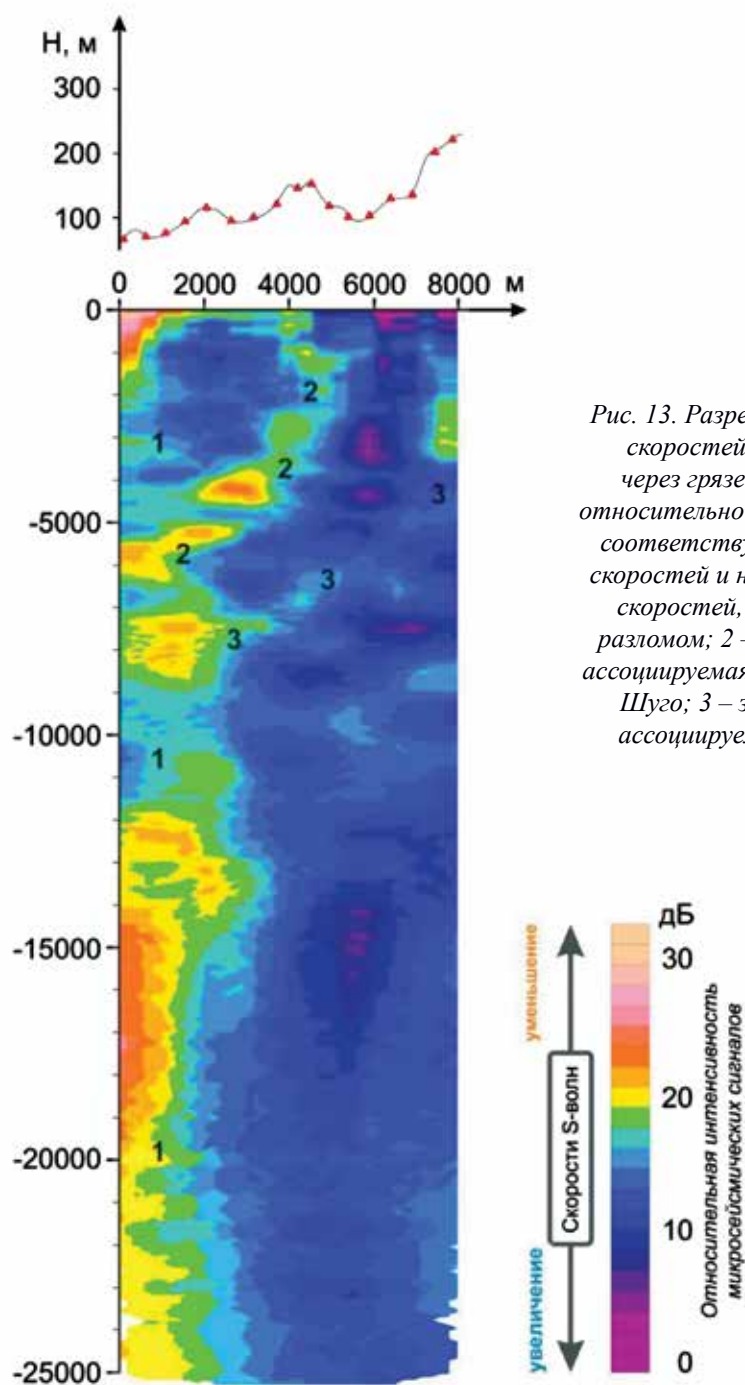 Н, м
300
200
100
0 2000 4000 6000 8000 м
0
-5000
-10000
-15000
-20000
-25000
1
2
2
3
2
3
3
1
1
Рис. 13. Разре
скоростей
через грязе
относительно
соответству
скоростей и н
скоростей,
разломом; 2 –
ассоциируемая
Шуго; 3 – з
ассоциируе
уменьшение
Скорости S-волн
увеличение
дБ
30
20
10
0
Относительная интенсивность
микросейсмических сигналов